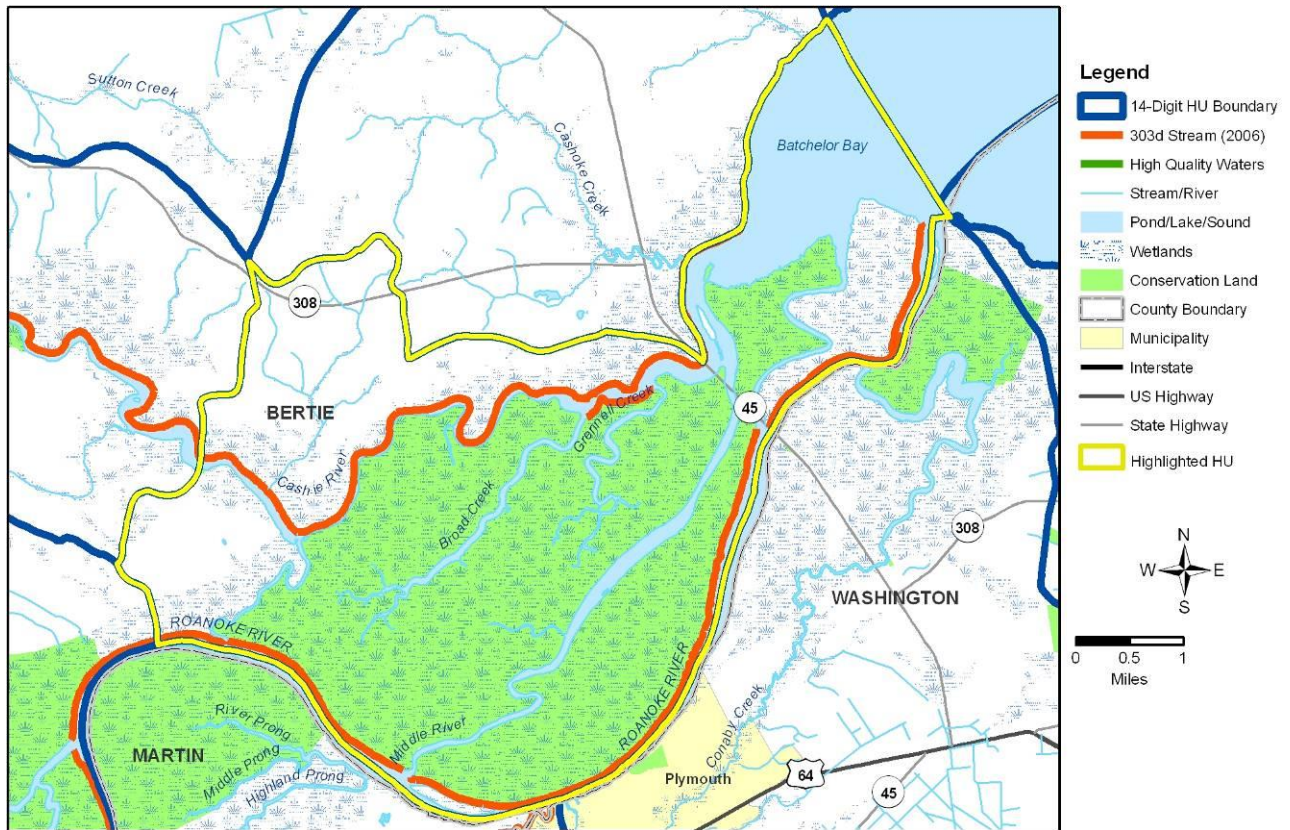 Sutton Creek
Cashoke Creek
Batchelor Bay
308
BERTIE
Grennell Creek
45
Cashie River
Broad Creek
308
WASHINGTON
ROANOKE RIVER
ROANOKE RIVER
River Prong
MARTIN
Middle Prong
Highland Prong
Middle River
Conaby Creek
Plymouth
64
45
Legend
14-Digit HU Boundary
303d Stream (2006)
High Quality Waters
Stream/River
Pond/Lake/Sound
Wetlands
Conservation Land
County Boundary
Municipality
Interstate
US Highway
State Highway
Highlighted HU
N
W E
S
0 0.5 1
Miles